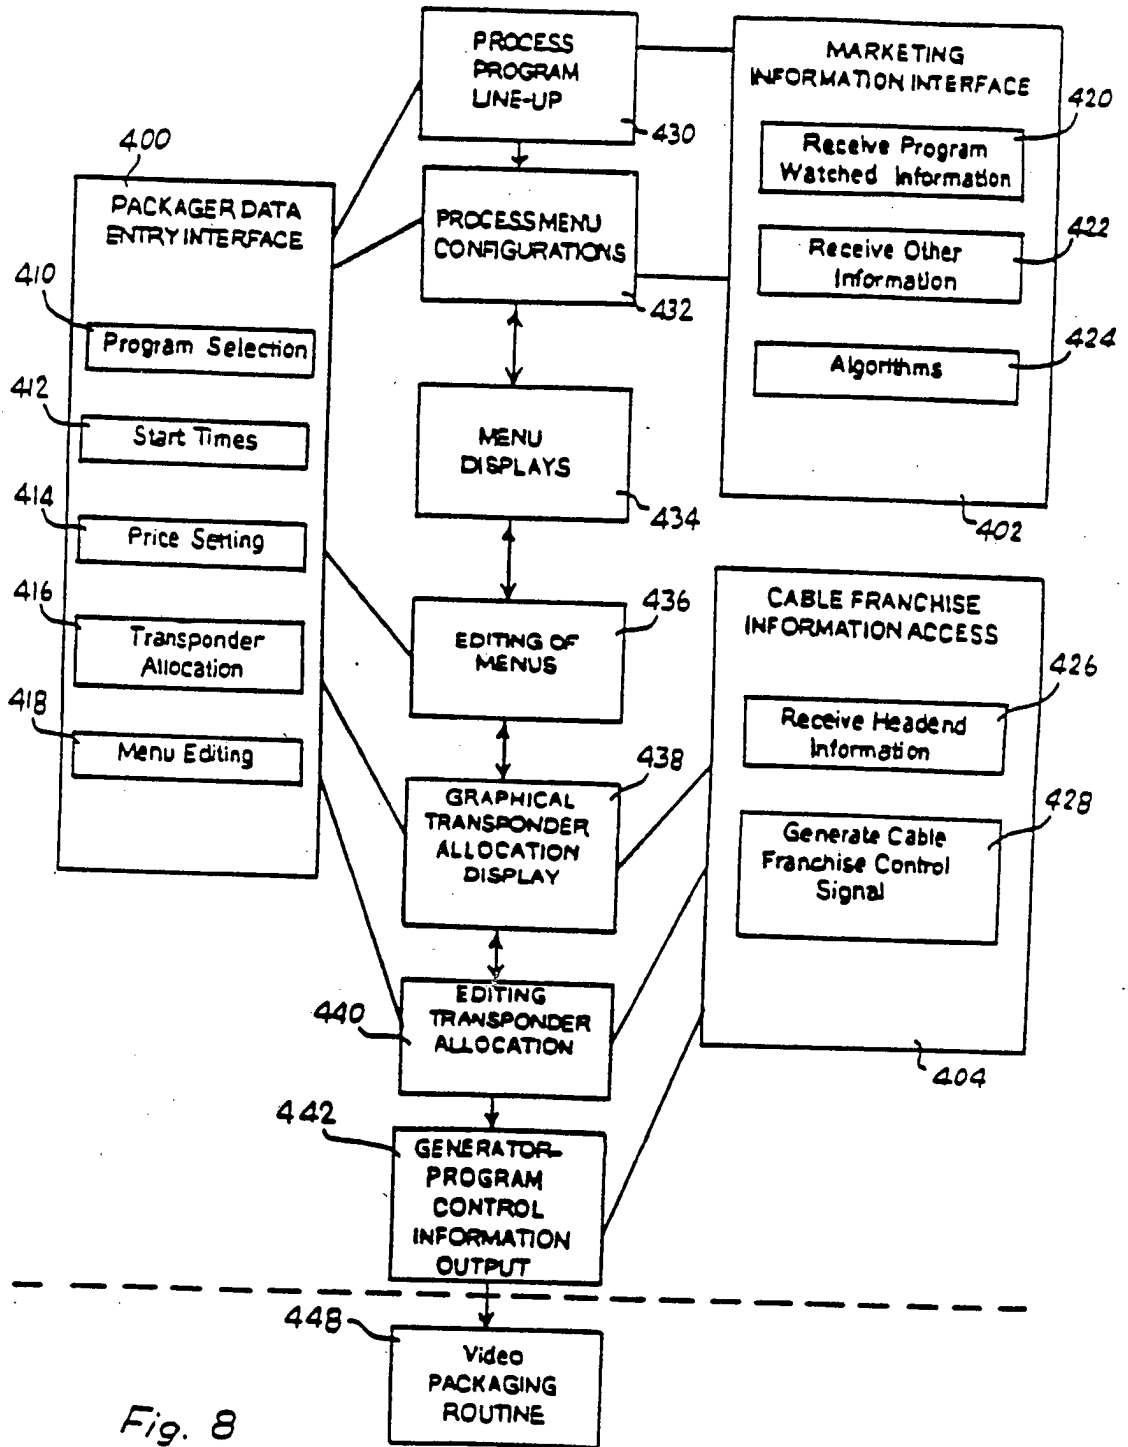 PROCESS
PROGRAM
LINE-UP
430
MARKETING
INFORMATION INTERFACE
420
Receive Program
Watched Information
422
Receive Other
Information
424
Algorithms
402
400
PACKAGER DATA
ENTRY INTERFACE
410
Program Selection
412
Start Times
414
Price Setting
416
Transponder
Allocation
418
Menu Editing
PROCESS MENU
CONFIGURATIONS
432
MENU
DISPLAYS
434
436
EDITING OF
MENUS
438
GRAPHICAL
TRANSPONDER
ALLOCATION
DISPLAY
CABLE FRANCHISE
INFORMATION ACCESS
426
Receive Headend
Information
428
Generate Cable
Franchise Control
Signal
404
440
EDITING
TRANSPONDER
ALLOCATION
442
GENERATOR-
PROGRAM
CONTROL
INFORMATION
OUTPUT
448
Video
PACKAGING
ROUTINE
Fig. 8